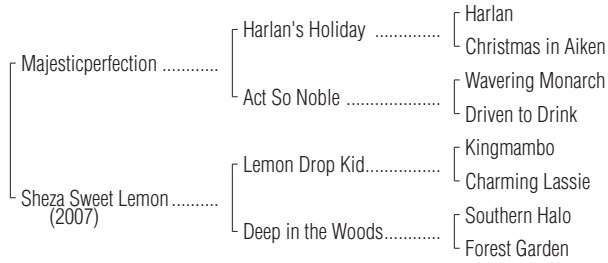 Harlan
Harlan's Holiday ..............
Christmas in Aiken
Majesticperfection ............
Wavering Monarch
Act So Noble ....................
Driven to Drink
Kingmambo
Lemon Drop Kid................
Charming Lassie
Sheza Sweet Lemon ..........
(2007)
Southern Halo
Deep in the Woods............
Forest Garden